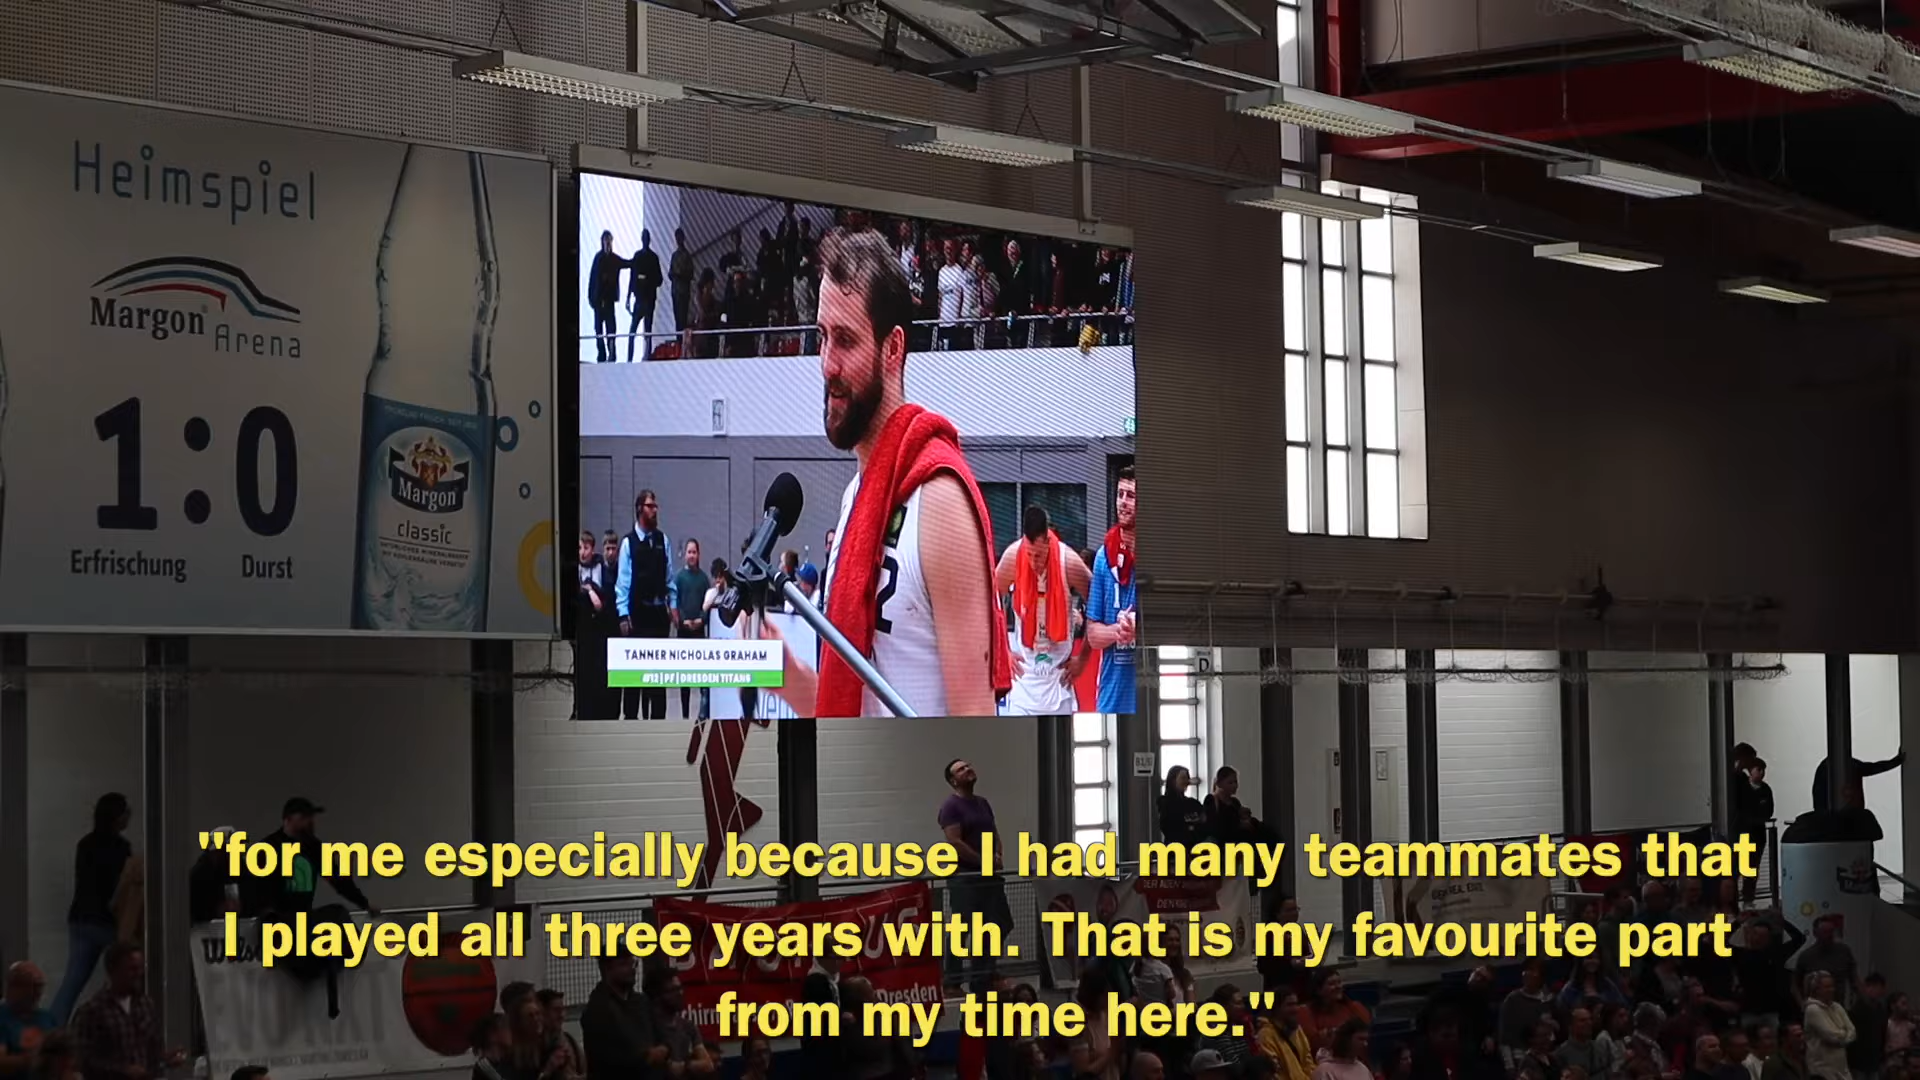 Heimspiel
Margon
Arena
1:0
Erfrischung Durst
Margon
classic
TANNER NICHOLAS GRAHAM
#12 | PF | DRESDEN TITANS
2
D
"for me especially because I had many teammates that
I played all three years with. That is my favourite part
from my time here."
Dresden